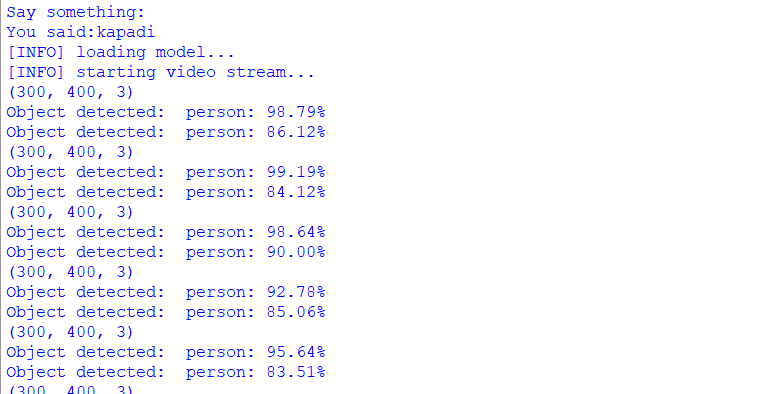 Say something:
You said:kapadi
[INFO] loading model...
[INFO] starting video stream...
(300, 400, 3)
Object detected:  person: 98.79%
Object detected:  person: 86.12%
(300, 400, 3)
Object detected:  person: 99.19%
Object detected:  person: 84.12%
(300, 400, 3)
Object detected:  person: 98.64%
Object detected:  person: 90.00%
(300, 400, 3)
Object detected:  person: 92.78%
Object detected:  person: 85.06%
(300, 400, 3)
Object detected:  person: 95.64%
Object detected:  person: 83.51%
(300, 400, 3)